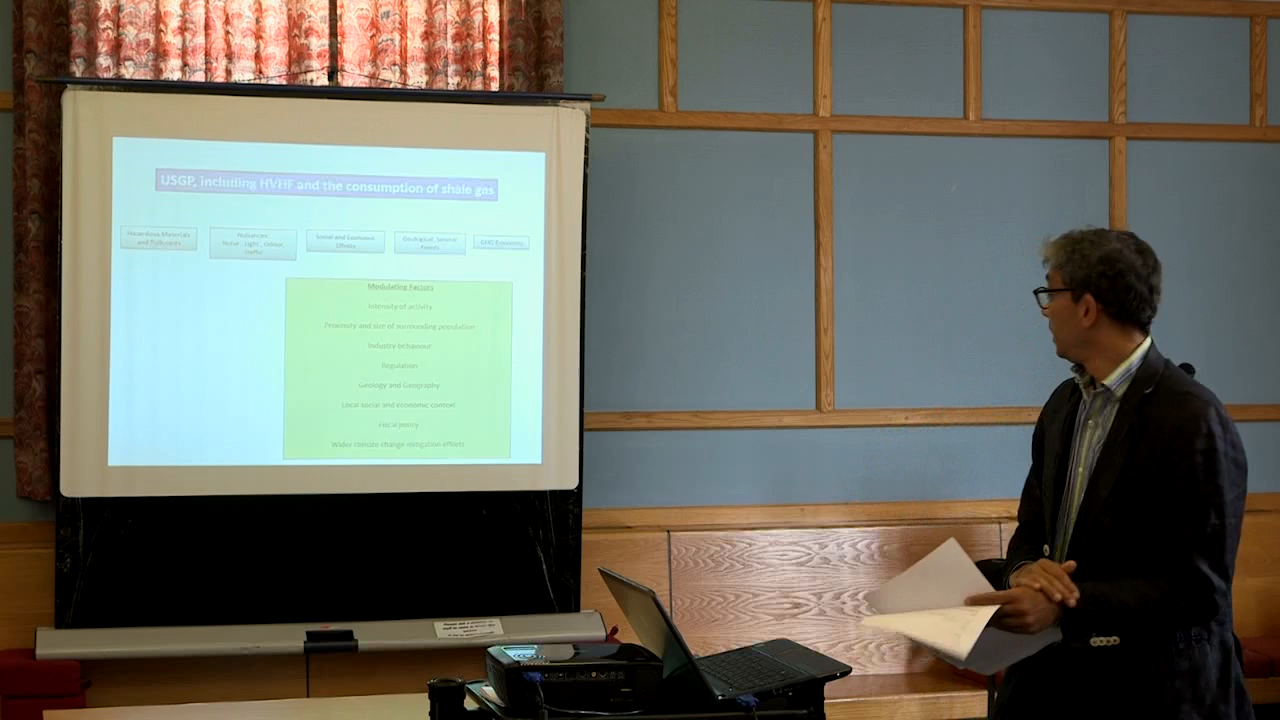 USGP, including HVHF and the consumption of shale gas
Hazardous Materials
and Pollutants
Nuisances:
Noise, Light, Odour,
Traffic
Social and Economic
Effects
Geological, Seismic
Events
GHG Economy
Modulating Factors
Intensity of activity
Proximity and size of surrounding population
Industry behaviour
Regulation
Geology and Geography
Local social and economic context
Fiscal policy
Wider climate change mitigation effects